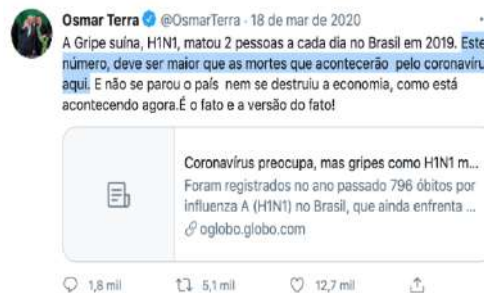 Osmar Terra @OsmarTerra · 18 de mar de 2020
A Gripe suína, H1N1, matou 2 pessoas a cada dia no Brasil em 2019. Este
número, deve ser maior que as mortes que acontecerão pelo coronavíru
aqui. E não se parou o país nem se destruiu a economia, como está
acontecendo agora.É o fato e a versão do fato!
Coronavírus preocupa, mas gripes como H1N1 m...
Foram registrados no ano passado 796 óbitos por
influenza A (H1N1) no Brasil, que ainda enfrenta ...
oglobo.globo.com
1,8 mil 5,1 mil 12,7 mil